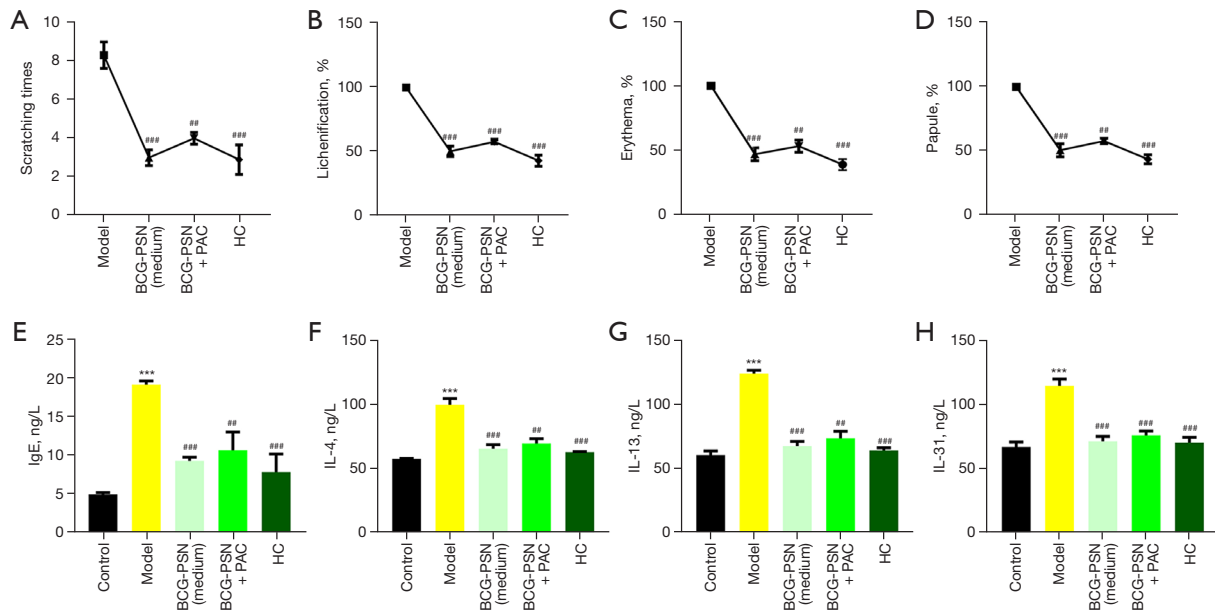 A
Scratching times
10
8
6
4
2
0
###
##
###
Model
BCG-PSN
(medium)
BCG-PSN
+ PAC
HC
B
Lichenification, %
150
100
50
0
###
###
###
Model
BCG-PSN
(medium)
BCG-PSN
+ PAC
HC
C
Erythema, %
150
100
50
0
###
##
###
Model
BCG-PSN
(medium)
BCG-PSN
+ PAC
HC
D
Papule, %
150
100
50
0
###
##
###
Model
BCG-PSN
(medium)
BCG-PSN
+ PAC
HC
E
IgE, ng/L
25
20
15
10
5
0
***
###
##
###
Control
Model
BCG-PSN
(medium)
BCG-PSN
+ PAC
HC
F
IL-4, ng/L
150
100
50
0
***
###
##
###
Control
Model
BCG-PSN
(medium)
BCG-PSN
+ PAC
HC
G
IL-13, ng/L
150
100
50
0
***
###
##
###
Control
Model
BCG-PSN
(medium)
BCG-PSN
+ PAC
HC
H
IL-31, ng/L
150
100
50
0
***
###
###
###
Control
Model
BCG-PSN
(medium)
BCG-PSN
+ PAC
HC